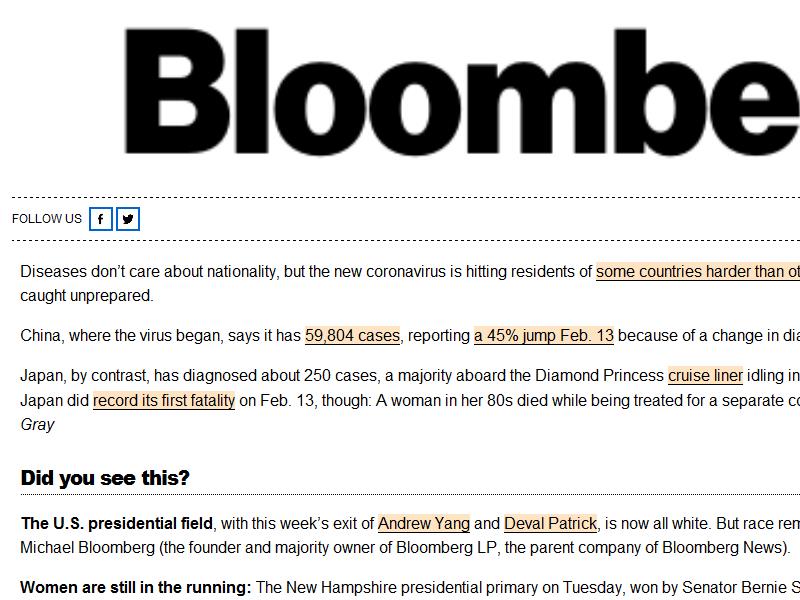 Bloombe
FOLLOW US
Diseases don’t care about nationality, but the new coronavirus is hitting residents of some countries harder than ot
caught unprepared.
China, where the virus began, says it has 59,804 cases, reporting a 45% jump Feb. 13 because of a change in dia
Japan, by contrast, has diagnosed about 250 cases, a majority aboard the Diamond Princess cruise liner idling in
Japan did record its first fatality on Feb. 13, though: A woman in her 80s died while being treated for a separate co
Gray
Did you see this?
The U.S. presidential field, with this week’s exit of Andrew Yang and Deval Patrick, is now all white. But race rem
Michael Bloomberg (the founder and majority owner of Bloomberg LP, the parent company of Bloomberg News).
Women are still in the running: The New Hampshire presidential primary on Tuesday, won by Senator Bernie S